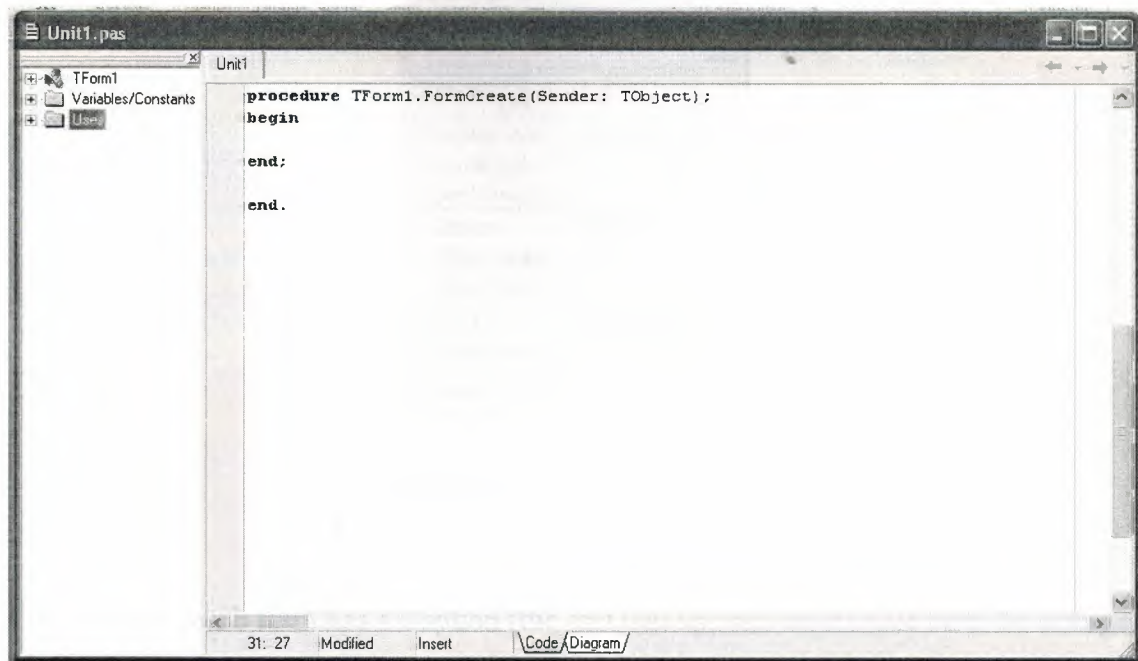 Unit1.pas
TForm1
Variables/Constants
Uses
Unit1
procedure TForm1.FormCreate(Sender: TObject);
begin
end;
end.
31: 27 Modified Insert Code Diagram